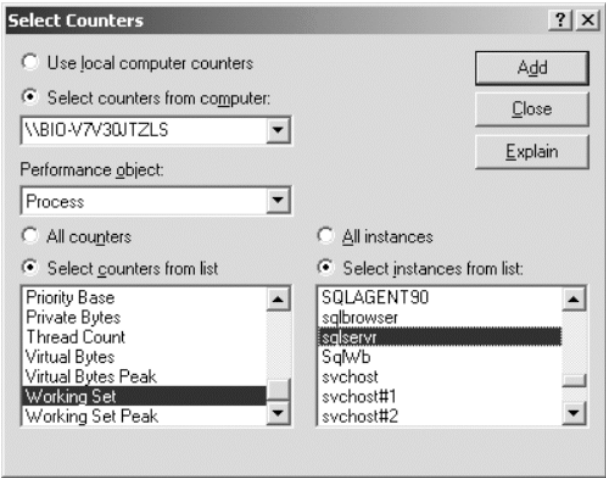 Select Counters
Use local computer counters
Add
Select counters from computer:
Close
\\BIO-V7V30JTZLS
Explain
Performance object:
Process
All counters
All instances
Select counters from list
Select instances from list:
Priority Base
Private Bytes
Thread Count
Virtual Bytes
Virtual Bytes Peak
Working Set
Working Set Peak
SQLAGENT90
sqlbrowser
sqlservr
SqlWb
svchost
svchost#1
svchost#2